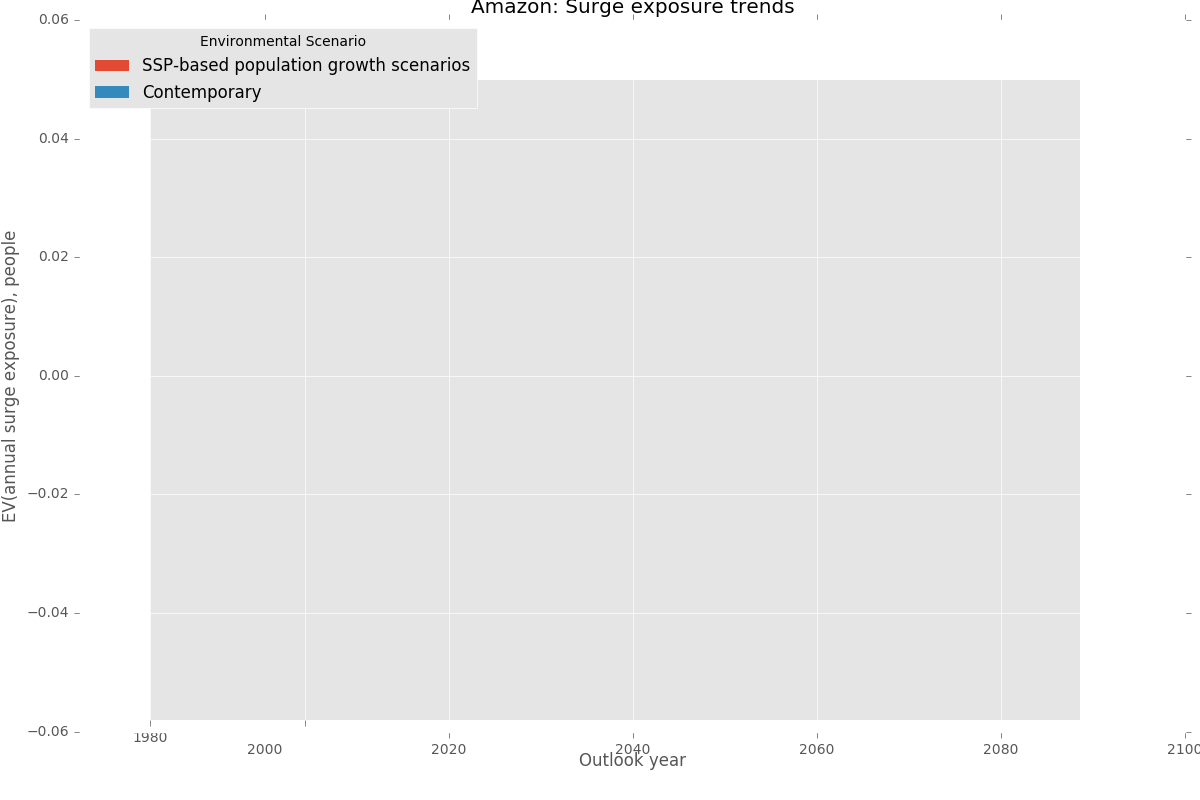 Amazon: Surge exposure trends
Environmental Scenario
SSP-based population growth scenarios
Contemporary
0.06
0.04
0.02
0.00
−0.02
−0.04
−0.06
EV(annual surge exposure), people
1980
2000
2020
2040
2060
2080
2100
Outlook year